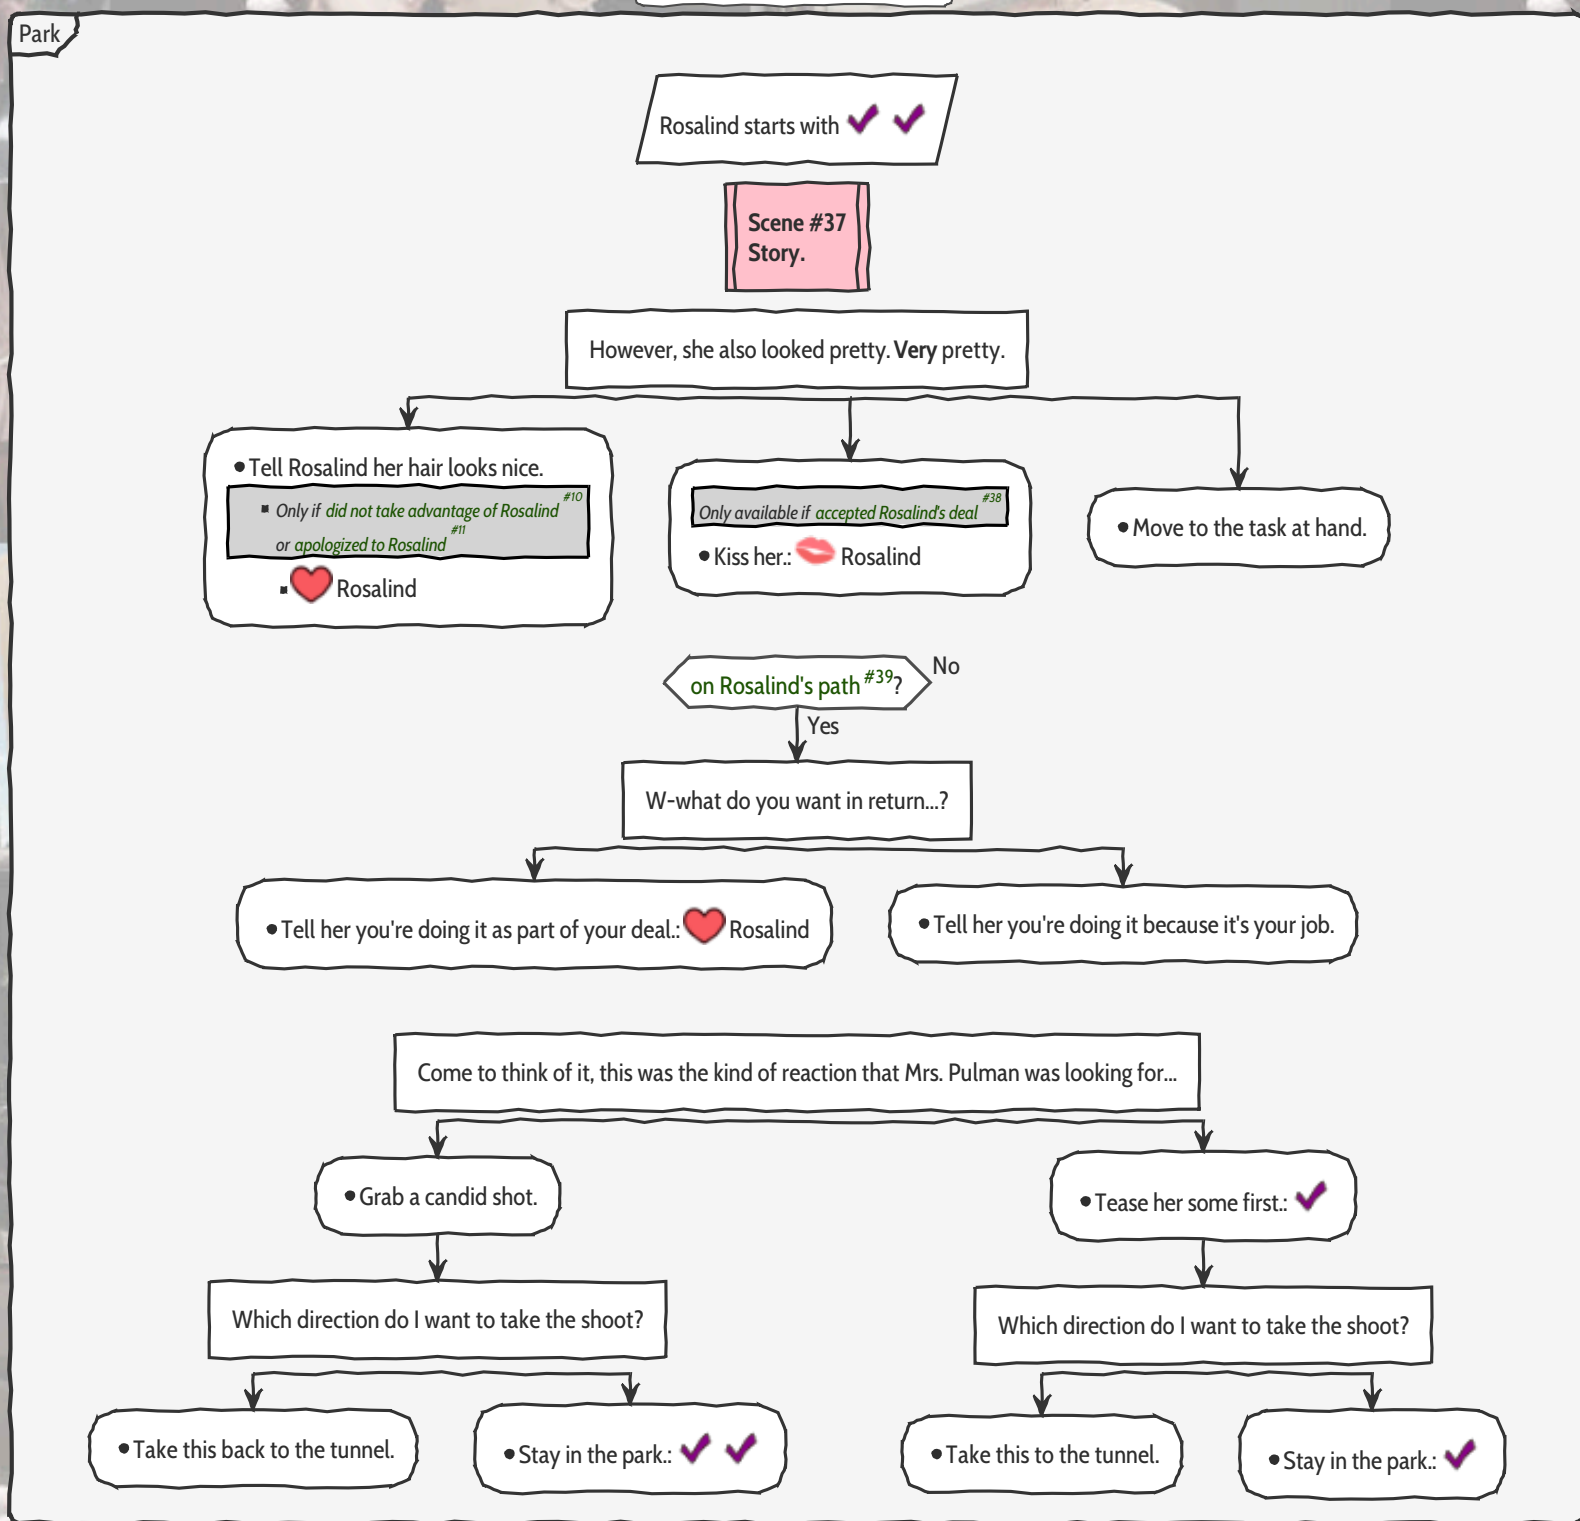 Park
Rosalind starts with
Scene #37
Story.
However, she also looked pretty. Very pretty.
Tell Rosalind her hair looks nice.
Only if did not take advantage of Rosalind #10
or apologized to Rosalind #11
Rosalind
Only available if accepted Rosalind's deal #38
Kiss her.: Rosalind
Move to the task at hand.
on Rosalind's path #39?
No
Yes
W-what do you want in return...?
Tell her you're doing it as part of your deal.: Rosalind
Tell her you're doing it because it's your job.
Come to think of it, this was the kind of reaction that Mrs. Pulman was looking for...
Grab a candid shot.
Tease her some first.:
Which direction do I want to take the shoot?
Which direction do I want to take the shoot?
Take this back to the tunnel.
Stay in the park.:
Take this to the tunnel.
Stay in the park.: